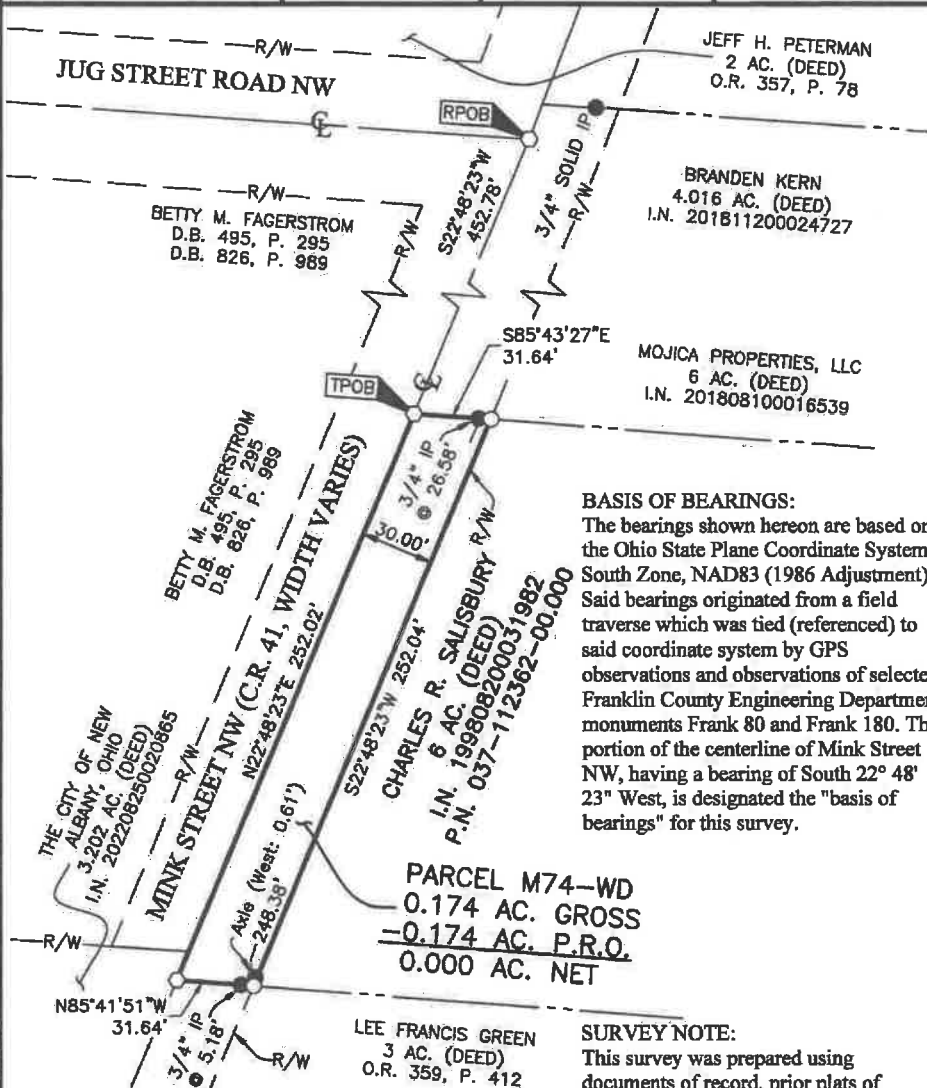 R/W
JUG STREET ROAD NW
JEFF H. PETERMAN
2 AC. (DEED)
O.R. 357, P. 78
RPOB
CL
3/4" SOLID IP
R/W
S22°48'23"W
452.78'
R/W
BETTY M. FAGERSTROM
D.B. 495, P. 295
D.B. 826, P. 989
R/W
BRANDEN KERN
4.016 AC. (DEED)
I.N. 201811200024727
S85°43'27"E
31.64'
MOJICA PROPERTIES, LLC
6 AC. (DEED)
I.N. 201808100016539
TPOB
CL
3/4" IP
@ 26.58'
30.00'
R/W
BETTY M. FAGERSTROM
D.B. 495, P. 295
D.B. 826, P. 989
MINK STREET NW (C.R. 41, WIDTH VARIES)
N22°48'23"E 252.02'
S22°48'23"W 252.04'
CHARLES R. SALISBURY
6 AC. (DEED)
I.N. 199808200031982
P.N. 037-112362-00.000
BASIS OF BEARINGS:
The bearings shown hereon are based on
the Ohio State Plane Coordinate System
South Zone, NAD83 (1986 Adjustment)
Said bearings originated from a field
traverse which was tied (referenced) to
said coordinate system by GPS
observations and observations of selecte
Franklin County Engineering Departmen
monuments Frank 80 and Frank 180. Th
portion of the centerline of Mink Street
NW, having a bearing of South 22° 48'
23" West, is designated the "basis of
bearings" for this survey.
THE CITY OF NEW
ALBANY, OHIO
3.202 AC. (DEED)
I.N. 202208250020865
R/W
Axle (West: 0.61')
248.38'
PARCEL M74-WD
0.174 AC. GROSS
-0.174 AC. P.R.O.
0.000 AC. NET
R/W
N85°41'51"W
31.64'
3/4" IP
@ 5.18'
R/W
LEE FRANCIS GREEN
3 AC. (DEED)
O.R. 359, P. 412
SURVEY NOTE:
This survey was prepared using
documents of record, prior plats of